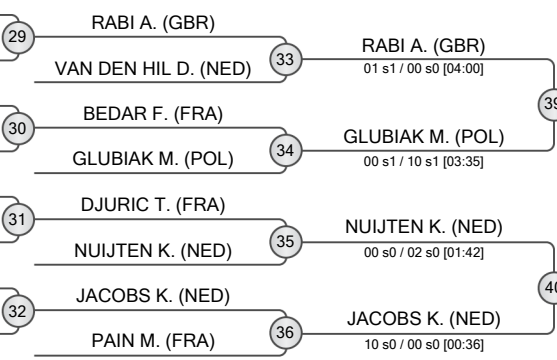 29
RABI A. (GBR)
VAN DEN HIL D. (NED)
33
RABI A. (GBR)
01 s1 / 00 s0 [04:00]
30
BEDAR F. (FRA)
GLUBIAK M. (POL)
34
GLUBIAK M. (POL)
00 s1 / 10 s1 [03:35]
39
31
DJURIC T. (FRA)
NUIJTEN K. (NED)
35
NUIJTEN K. (NED)
00 s0 / 02 s0 [01:42]
32
JACOBS K. (NED)
PAIN M. (FRA)
36
JACOBS K. (NED)
10 s0 / 00 s0 [00:36]
40